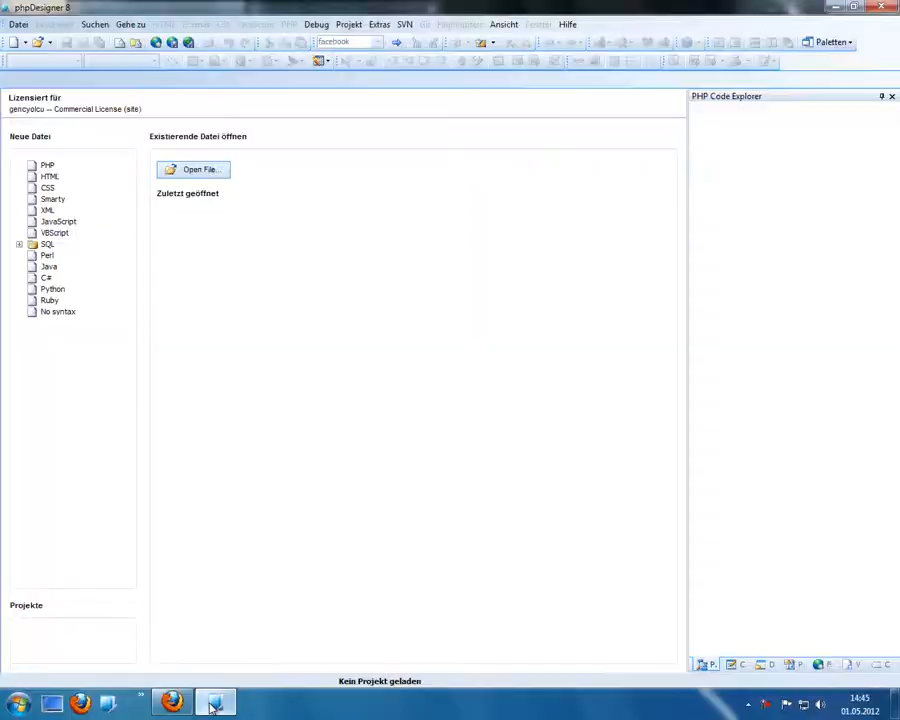 phpDesigner 8
Datei Suchen Gehe zu Debug Projekt Extras SVN Ansicht Hilfe
facebook Paletten
Lizensiert für
gencyolcu -- Commercial License (site)
PHP Code Explorer
Neue Datei
Existierende Datei öffnen
PHP
HTML
CSS
Smarty
XML
JavaScript
VBScript
SQL
Perl
Java
C#
Python
Ruby
No syntax
Open File...
Zuletzt geöffnet
Projekte
P. C D P F V C
Kein Projekt geladen
14:45
01.05.2012